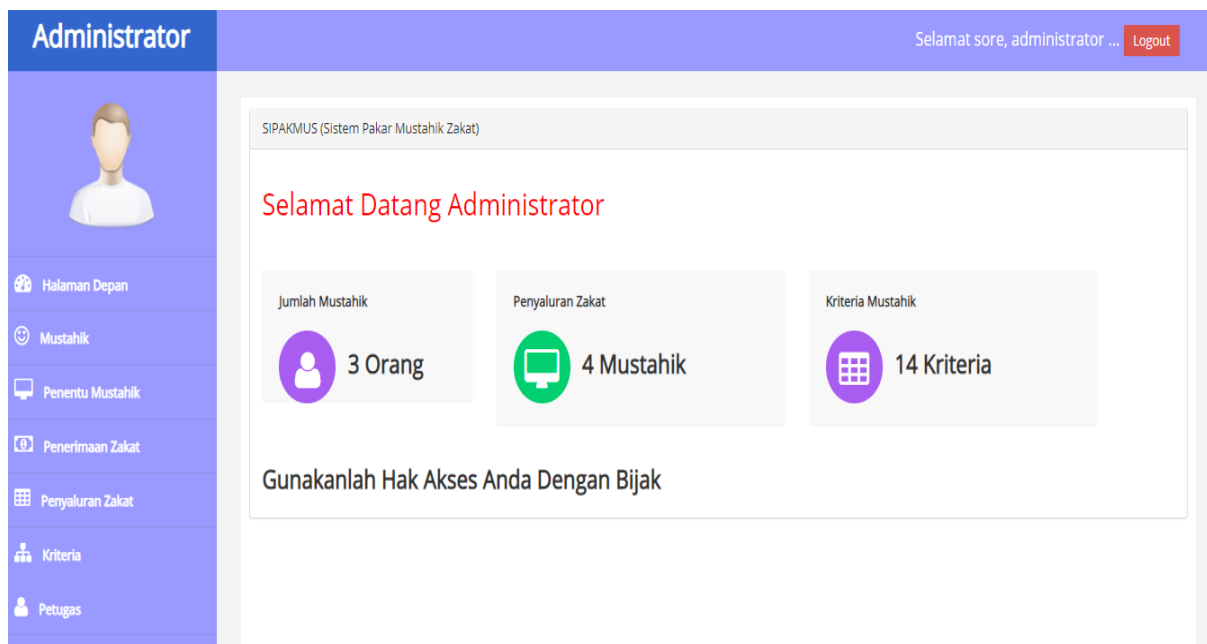 Administrator
Selamat sore, administrator ... Logout
SIPAKMUS (Sistem Pakar Mustahik Zakat)
Selamat Datang Administrator
Halaman Depan
Mustahik
Penentu Mustahik
Penerimaan Zakat
Penyaluran Zakat
Kriteria
Petugas
Jumlah Mustahik
3 Orang
Penyaluran Zakat
4 Mustahik
Kriteria Mustahik
14 Kriteria
Gunakanlah Hak Akses Anda Dengan Bijak